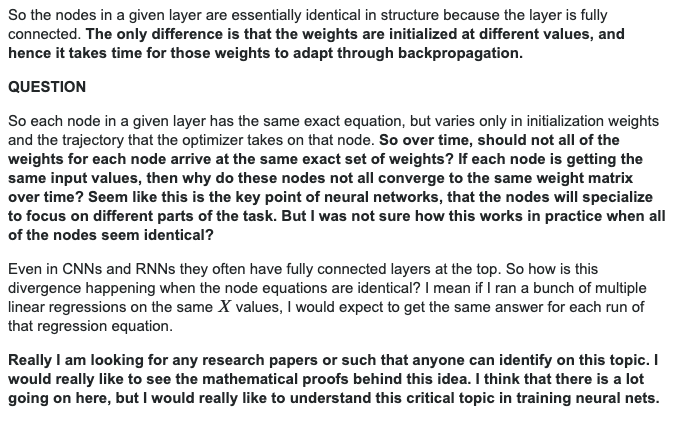 So the nodes in a given layer are essentially identical in structure because the layer is fully
connected. The only difference is that the weights are initialized at different values, and
hence it takes time for those weights to adapt through backpropagation.
QUESTION
So each node in a given layer has the same exact equation, but varies only in initialization weights
and the trajectory that the optimizer takes on that node. So over time, should not all of the
weights for each node arrive at the same exact set of weights? If each node is getting the
same input values, then why do these nodes not all converge to the same weight matrix
over time? Seem like this is the key point of neural networks, that the nodes will specialize
to focus on different parts of the task. But I was not sure how this works in practice when all
of the nodes seem identical?
Even in CNNs and RNNs they often have fully connected layers at the top. So how is this
divergence happening when the node equations are identical? I mean if I ran a bunch of multiple
linear regressions on the same X values, I would expect to get the same answer for each run of
that regression equation.
Really I am looking for any research papers or such that anyone can identify on this topic. I
would really like to see the mathematical proofs behind this idea. I think that there is a lot
going on here, but I would really like to understand this critical topic in training neural nets.